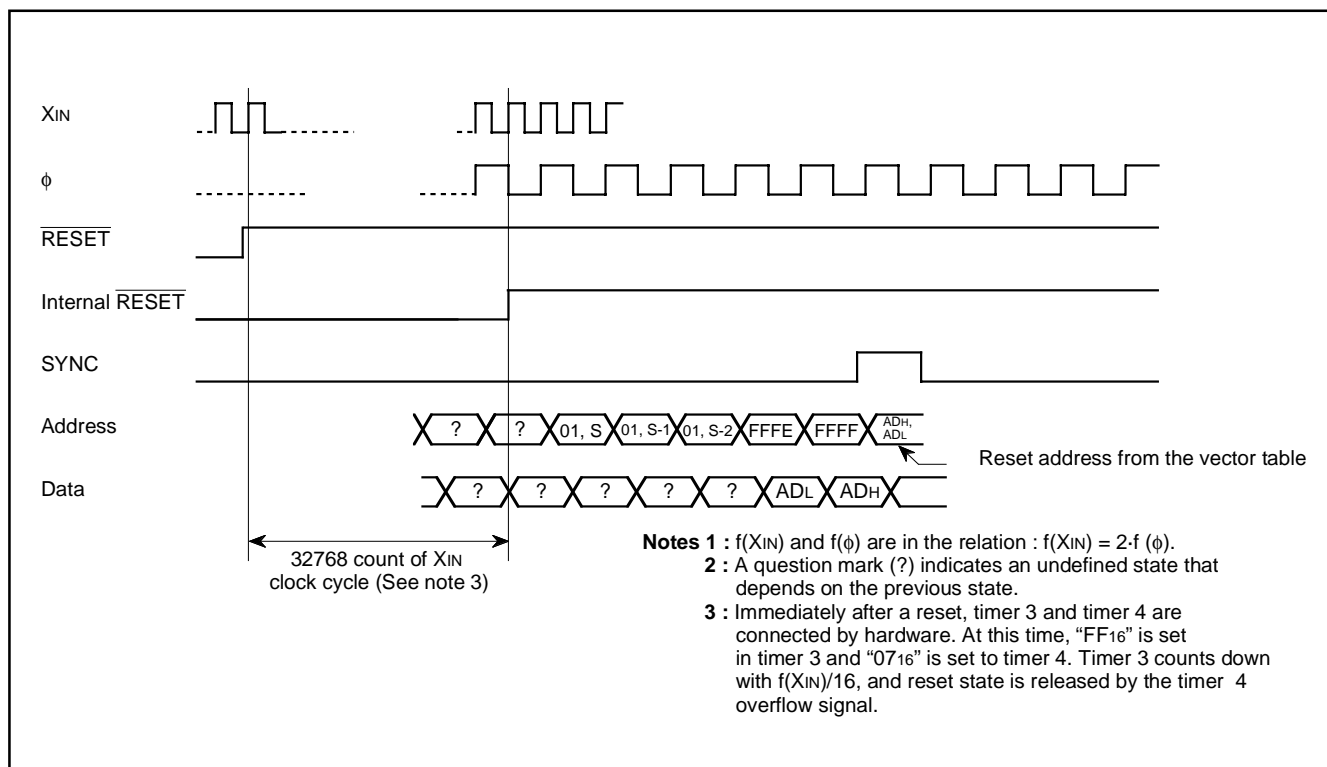 XIN
ϕ
RESET
Internal RESET
SYNC
Address
? ? 01, S 01, S-1 01, S-2 FFFE FFFF ADH,
ADL
Reset address from the vector table
Data
? ? ? ? ? ADL ADH
32768 count of XIN
clock cycle (See note 3)
Notes 1 : f(XIN) and f(ϕ) are in the relation : f(XIN) = 2·f (ϕ).
2 : A question mark (?) indicates an undefined state that
depends on the previous state.
3 : Immediately after a reset, timer 3 and timer 4 are
connected by hardware. At this time, “FF16” is set
in timer 3 and “0716” is set to timer 4. Timer 3 counts down
with f(XIN)/16, and reset state is released by the timer 4
overflow signal.